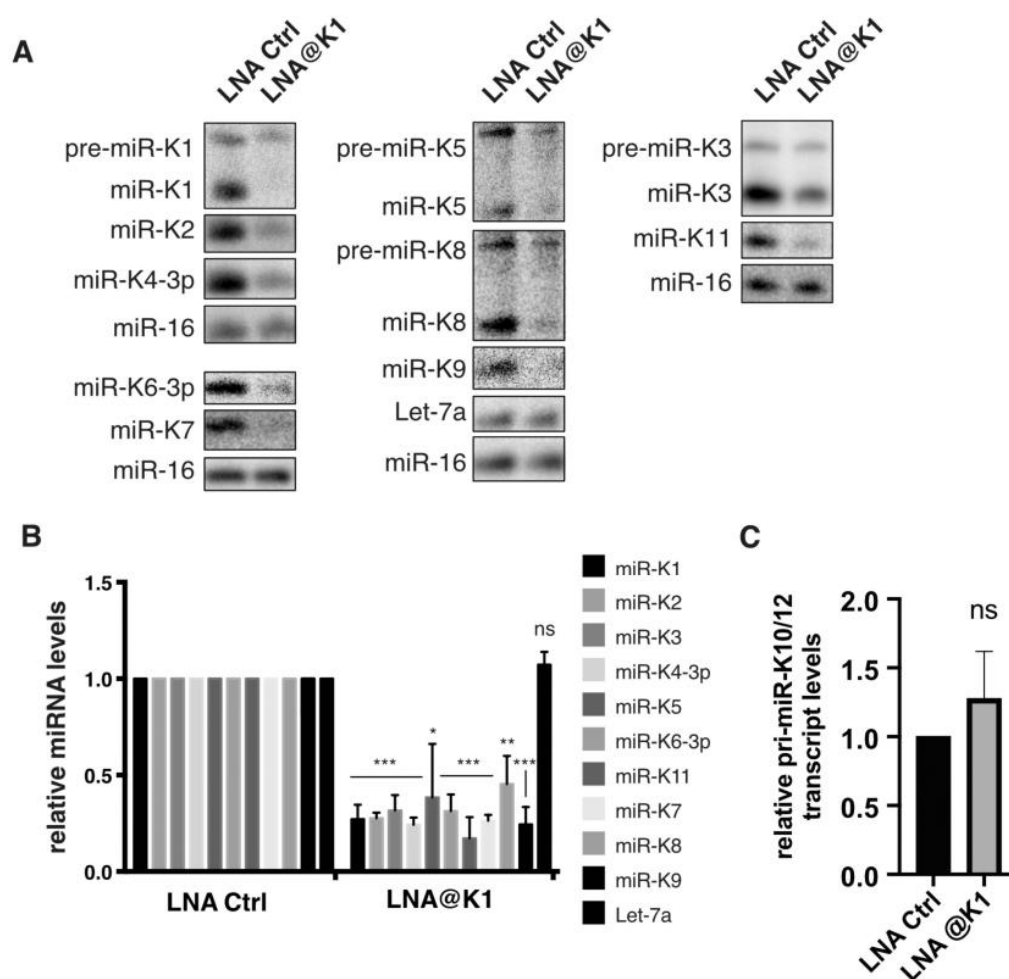 A
LNA Ctrl
LNA@K1
pre-miR-K1
miR-K1
miR-K2
miR-K4-3p
miR-16
miR-K6-3p
miR-K7
miR-16
LNA Ctrl
LNA@K1
pre-miR-K5
miR-K5
pre-miR-K8
miR-K8
miR-K9
Let-7a
miR-16
LNA Ctrl
LNA@K1
pre-miR-K3
miR-K3
miR-K11
miR-16
B
relative miRNA levels
1.5
1.0
0.5
0.0
***
*
***
**
***
ns
LNA Ctrl
LNA@K1
miR-K1
miR-K2
miR-K3
miR-K4-3p
miR-K5
miR-K6-3p
miR-K11
miR-K7
miR-K8
miR-K9
Let-7a
C
relative pri-miR-K10/12
transcript levels
2.0
1.5
1.0
0.5
0.0
ns
LNA Ctrl
LNA @K1